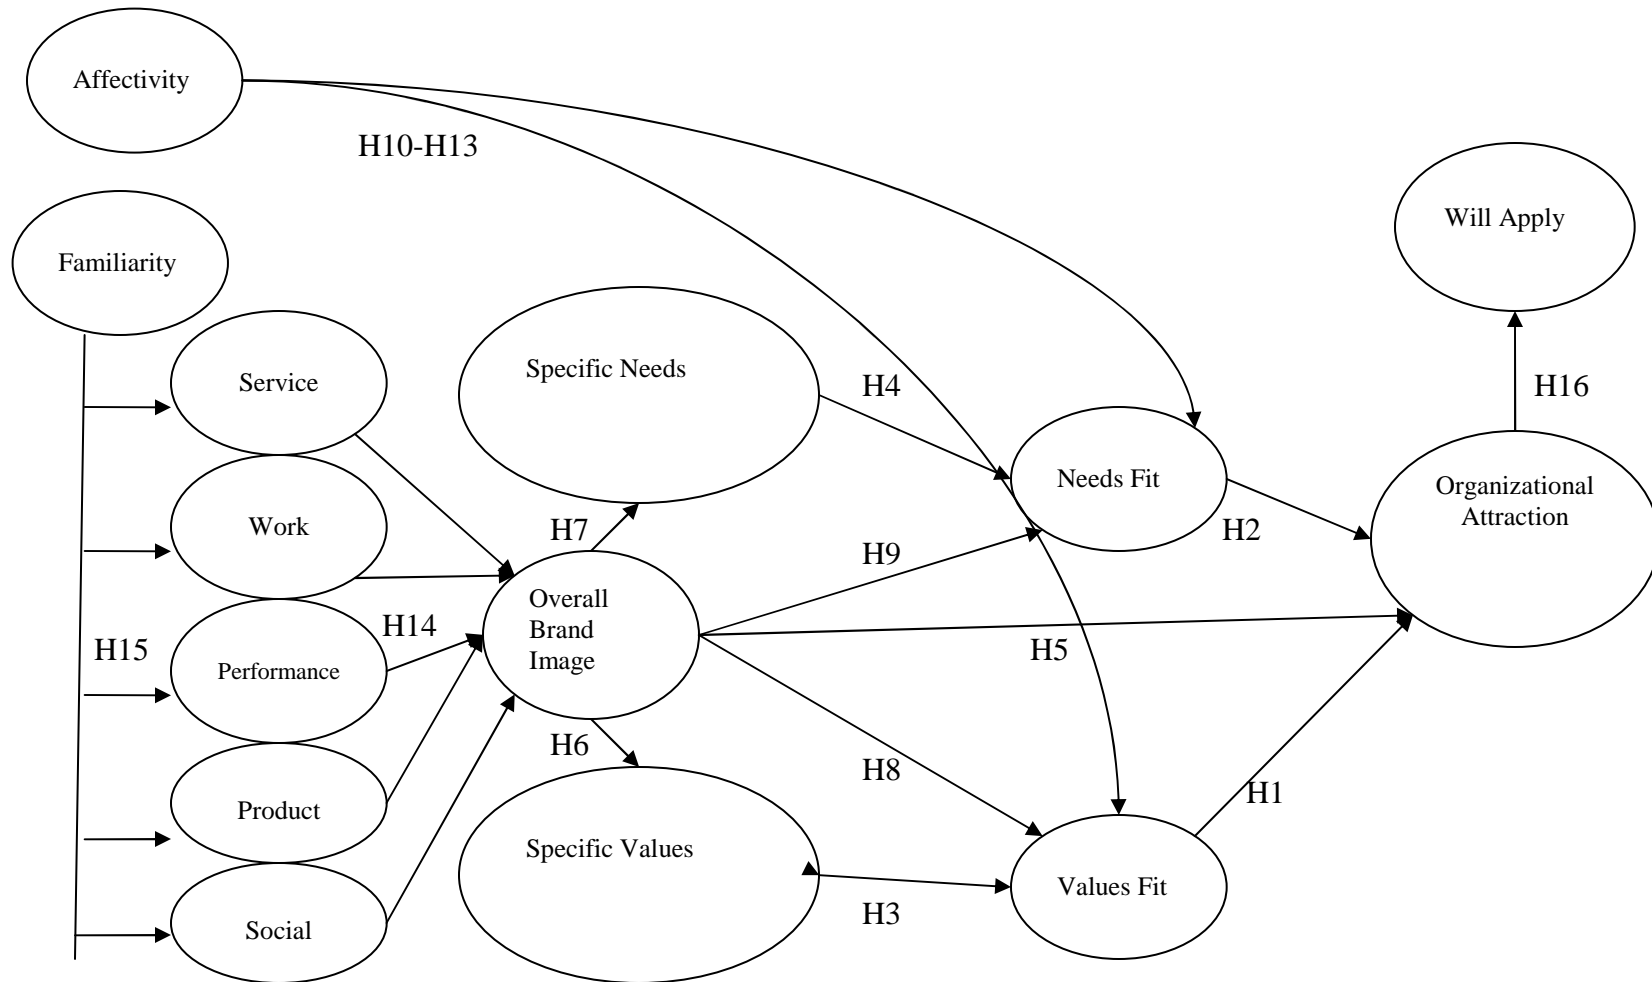 Affectivity
H10-H13
Will Apply
Familiarity
Service
Specific Needs
H4
H16
Needs Fit
Organizational
Attraction
Work
H7
H9
H2
Overall
Brand
Image
H14
H15
Performance
H5
H6
H8
H1
Product
Specific Values
Values Fit
H3
Social